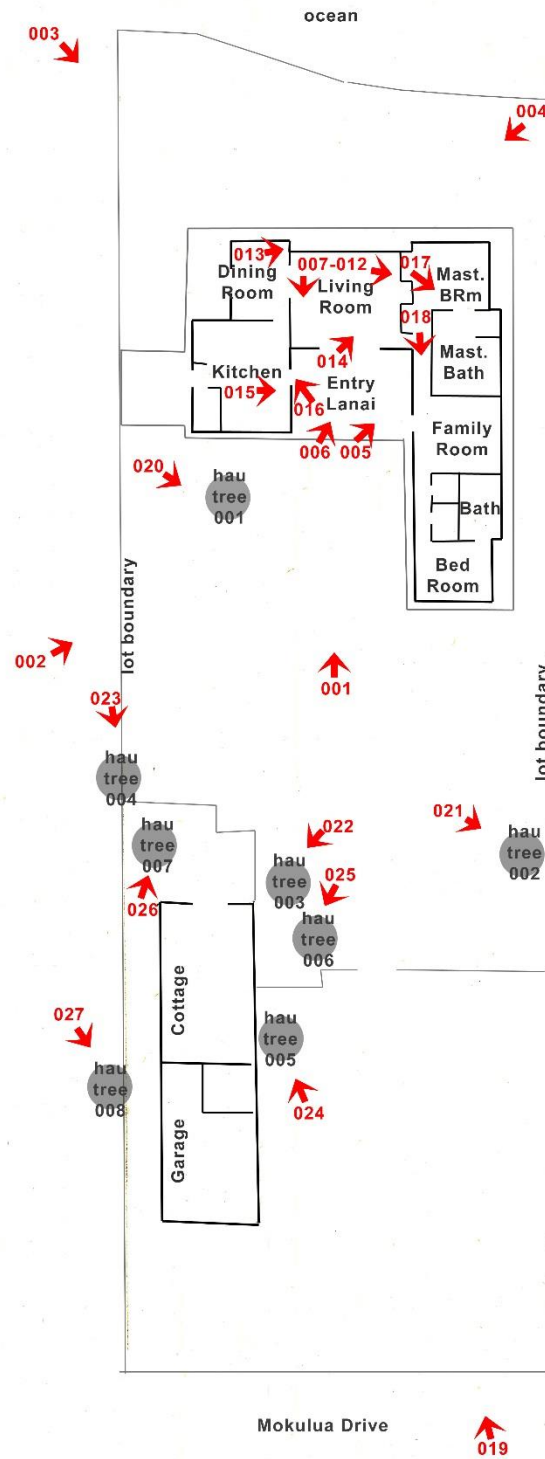 ocean
003
004
013
007-012
017
Dining
Room
Living
Room
Mast.
BRm
018
014
Kitchen
015
Entry
Lanai
016
Mast.
Bath
006
005
Family
Room
020
hau
tree
001
Bath
Bed
Room
lot boundary
002
001
lot boundary
023
hau
tree
004
021
hau
tree
002
022
hau
tree
007
hau
tree
003
025
026
hau
tree
006
Cottage
027
hau
tree
005
hau
tree
008
024
Garage
Mokulua Drive
019